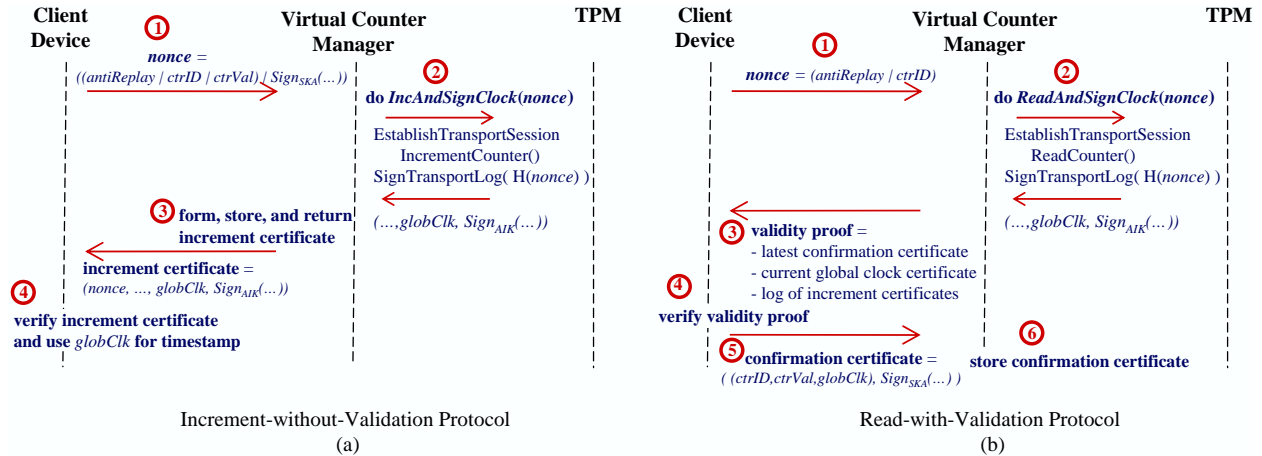 Client Device
Virtual Counter Manager
TPM
1
nonce =
((antiReplay | ctrID | ctrVal) | Sign_SKA(...))
2
do IncAndSignClock(nonce)
EstablishTransportSession
IncrementCounter()
SignTransportLog( H(nonce) )
(...,globClk, Sign_AIK(...))
3
form, store, and return
increment certificate
increment certificate =
(nonce, ..., globClk, Sign_AIK(...))
4
verify increment certificate
and use globClk for timestamp
Increment-without-Validation Protocol
(a)
Client Device
Virtual Counter Manager
TPM
1
nonce = (antiReplay | ctrID)
2
do ReadAndSignClock(nonce)
EstablishTransportSession
ReadCounter()
SignTransportLog( H(nonce) )
(...,globClk, Sign_AIK(...))
3
validity proof =
- latest confirmation certificate
- current global clock certificate
- log of increment certificates
4
verify validity proof
5
confirmation certificate =
( (ctrID,ctrVal,globClk), Sign_SKA(...) )
6
store confirmation certificate
Read-with-Validation Protocol
(b)